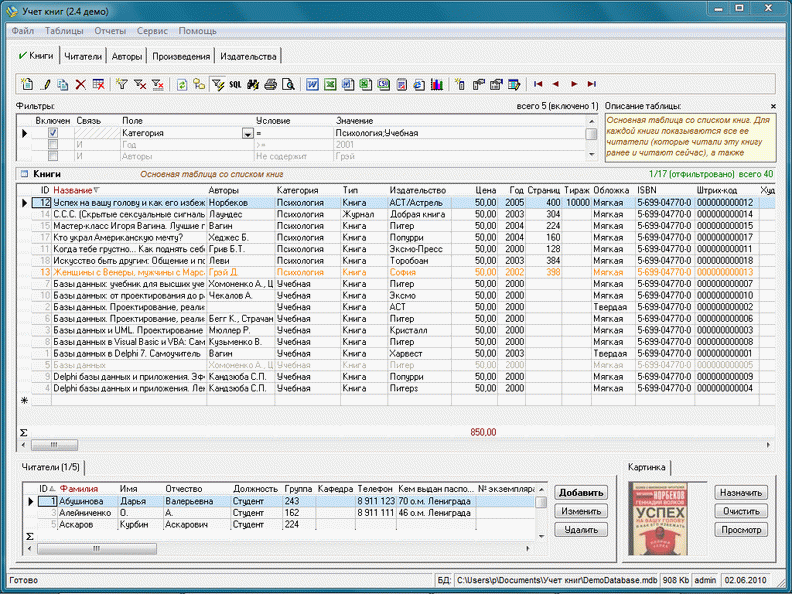 Учет книг (2.4 демо)
Файл Таблицы Отчеты Сервис Помощь
Книги Читатели Авторы Произведения Издательства
SQL
Фильтры: всего 5 (включено 1) Описание таблицы:
Включен Связь Поле Условие Значение
Категория = Психология;Учебная
И Год >= 2001
И Авторы Не содержит Грэй
Основная таблица со списком книг. Для
каждой книги показываются все ее
читатели (которые читали эту книгу
ранее и читают сейчас), а также
Книги Основная таблица со списком книг 1/17 (отфильтровано) всего 40
ID Название Авторы Категория Тип Издательство Цена Год Страниц Тираж Обложка ISBN Штрих-код Худ
12 Успех на вашу голову и как его избеж Норбеков Психология Книга АСТ/Астрель 50,00 2005 400 10000 Мягкая 5-699-04770-0 000000000012
14 С.С.С. (Скрытые сексуальные сигналь Лаундес Психология Журнал Добрая книга 50,00 2003 304 Мягкая 5-699-04770-0 000000000014
15 Мастер-класс Игоря Вагина. Лучшие г Вагин Психология Книга Питер 50,00 2004 224 Мягкая 5-699-04770-0 000000000015
17 Кто украл Американскую мечту? Хеджес Б. Психология Книга Попурри 50,00 2004 160 Мягкая 5-699-04770-0 000000000017
11 Когда тебе грустно... Как поднять себе Грив Б.Т. Психология Книга Эксмо-Пресс 50,00 2000 128 Мягкая 5-699-04770-0 000000000011
18 Искусство быть другим: Общение и по Леви Психология Книга Торобоан 50,00 2003 384 Мягкая 5-699-04770-0 000000000018
13 Женщины с Венеры, мужчины с Марса Грэй Д. Психология Книга София 50,00 2002 398 Мягкая 5-699-04770-0 000000000013
7 Базы данных: учебник для высших уче Хомоненко А., Ц Учебная Книга Питер 50,00 2000 Мягкая 5-699-04770-0 000000000007
10 Базы данных: от проектирования до р Чекалов А. Учебная Книга Эксмо 50,00 2000 Мягкая 5-699-04770-0 000000000010
2 Базы данных. Проектирование, реали Учебная Книга АСТ 50,00 2000 Твердая 5-699-04770-0 000000000002
6 Базы данных. Проектирование, реали Бегг К., Страчан Учебная Книга Питер 50,00 2000 Мягкая 5-699-04770-0 000000000006
3 Базы данных и UML. Проектирование Мюллер Р. Учебная Книга Кристалл 50,00 2000 Мягкая 5-699-04770-0 000000000003
8 Базы данных в Visual Basic и VBA: Сам Кузьменко В. Учебная Книга Питер 50,00 2000 Мягкая 5-699-04770-0 000000000008
1 Базы данных в Delphi 7. Самоучитель Вагин Учебная Книга Харвест 50,00 2003 Твердая 5-699-04770-0 000000000001
5 Базы данных Хомоненко А., Ц Учебная Книга Питер 50,00 2000 Мягкая 5-699-04770-0 000000000005
9 Delphi базы данных и приложения. Эф Кандзюба С.П. Учебная Книга Попурри 50,00 2000 Мягкая 5-699-04770-0 000000000009
4 Delphi базы данных и приложения. Ле Кандзюба С.П. Учебная Книга Питерs 50,00 2000 Мягкая 5-699-04770-0 000000000004
Σ 850,00
Читатели (1/5) Картинка
ID Фамилия Имя Отчество Должность Группа Кафедра Телефон Кем выдан паспо... № экземпляра
1 Абушинова Дарья Валерьевна Студент 243 8 911 123 70 о.м. Ленинграда
3 Алейниченко О. А. Студент 162 8 911 111 46 о.м. Ленинграда
5 Аскаров Курбин Аскарович Студент 224
Σ
Добавить
Изменить
Удалить
НОРБЕКОВ
ГЕННАДИЙ ВОЛКОВ
УСПЕХ
НА ВАШУ ГОЛОВУ
И КАК ЕГО ИЗБЕЖАТЬ
Назначить
Очистить
Просмотр
Готово БД: C:\Users\p\Documents\Учет книг\DemoDatabase.mdb 908 Kb admin 02.06.2010